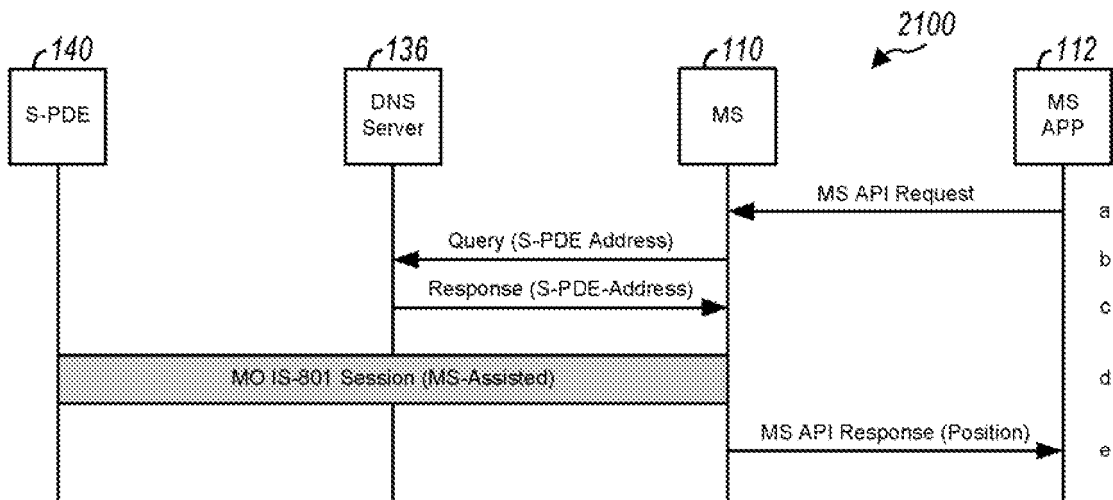 2100
140
136
110
112
S-PDE
DNS
Server
MS
MS
APP
MS API Request
a
Query (S-PDE Address)
b
Response (S-PDE-Address)
c
MO IS-801 Session (MS-Assisted)
d
MS API Response (Position)
e